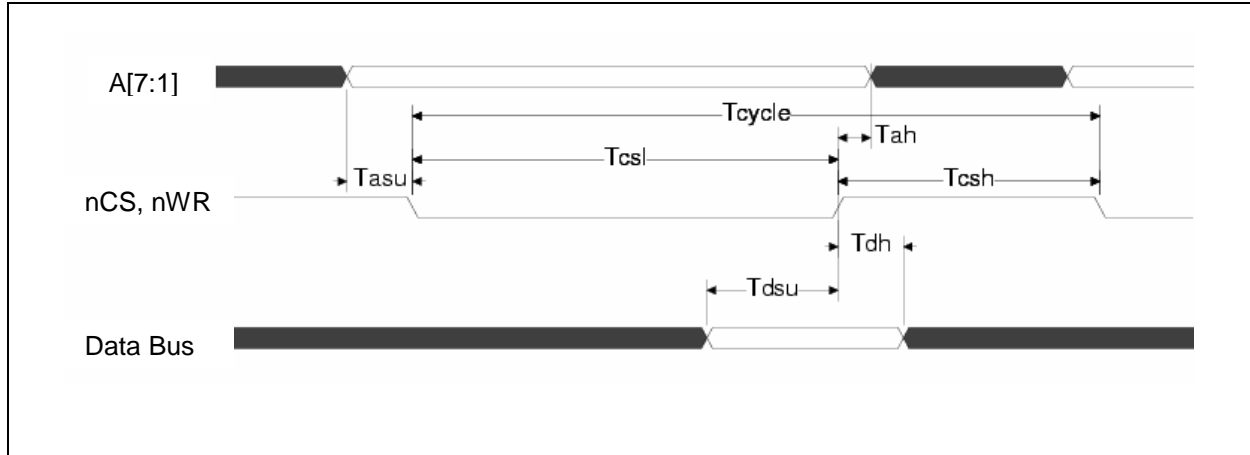 A[7:1]
Tcycle
Tah
Tcsl
Tasu
Tcsh
nCS, nWR
Tdh
Tdsu
Data Bus